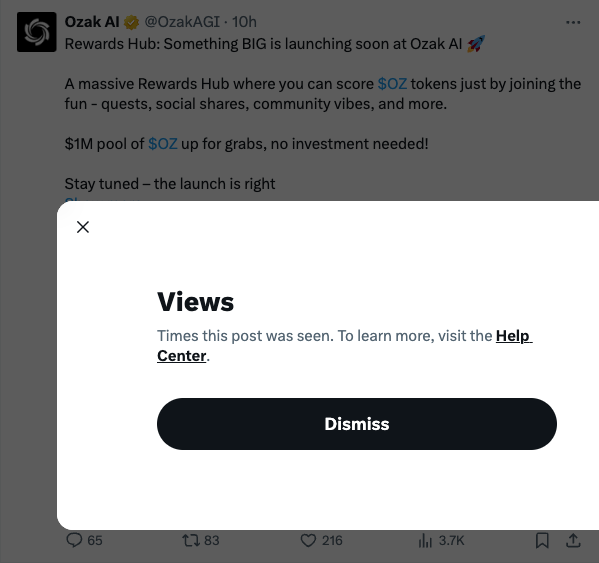 Ozak AI @OzakAGI · 10h
Rewards Hub: Something BIG is launching soon at Ozak AI 🚀
A massive Rewards Hub where you can score $OZ tokens just by joining the
fun - quests, social shares, community vibes, and more.
$1M pool of $OZ up for grabs, no investment needed!
Stay tuned – the launch is right
Views
Times this post was seen. To learn more, visit the Help
Center.
Dismiss
65 83 216 3.7K